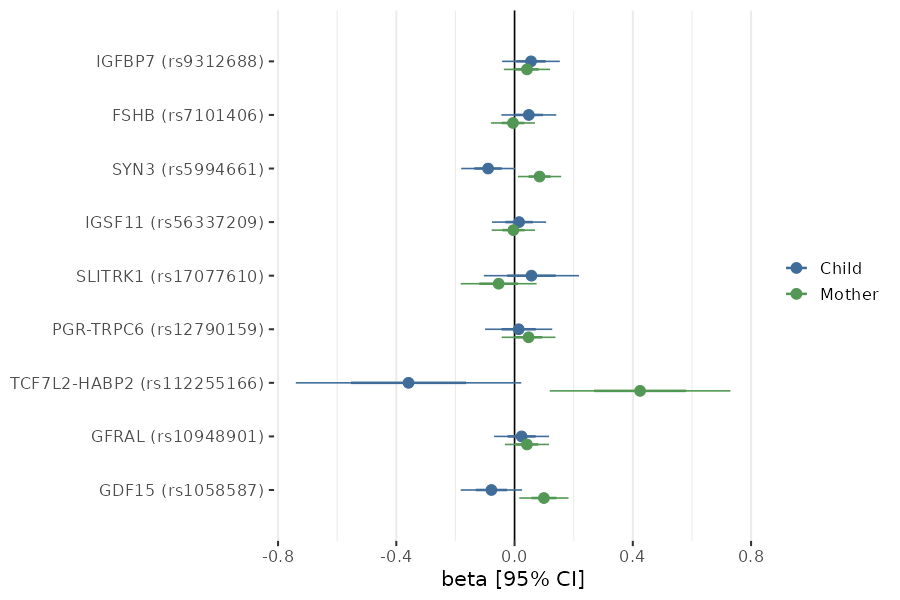 IGFBP7 (rs9312688)
FSHB (rs7101406)
SYN3 (rs5994661)
IGSF11 (rs56337209)
SLITRK1 (rs17077610)
PGR-TRPC6 (rs12790159)
TCF7L2-HABP2 (rs112255166)
GFRAL (rs10948901)
GDF15 (rs1058587)
-0.8 -0.4 0.0 0.4 0.8
beta [95% CI]
Child
Mother